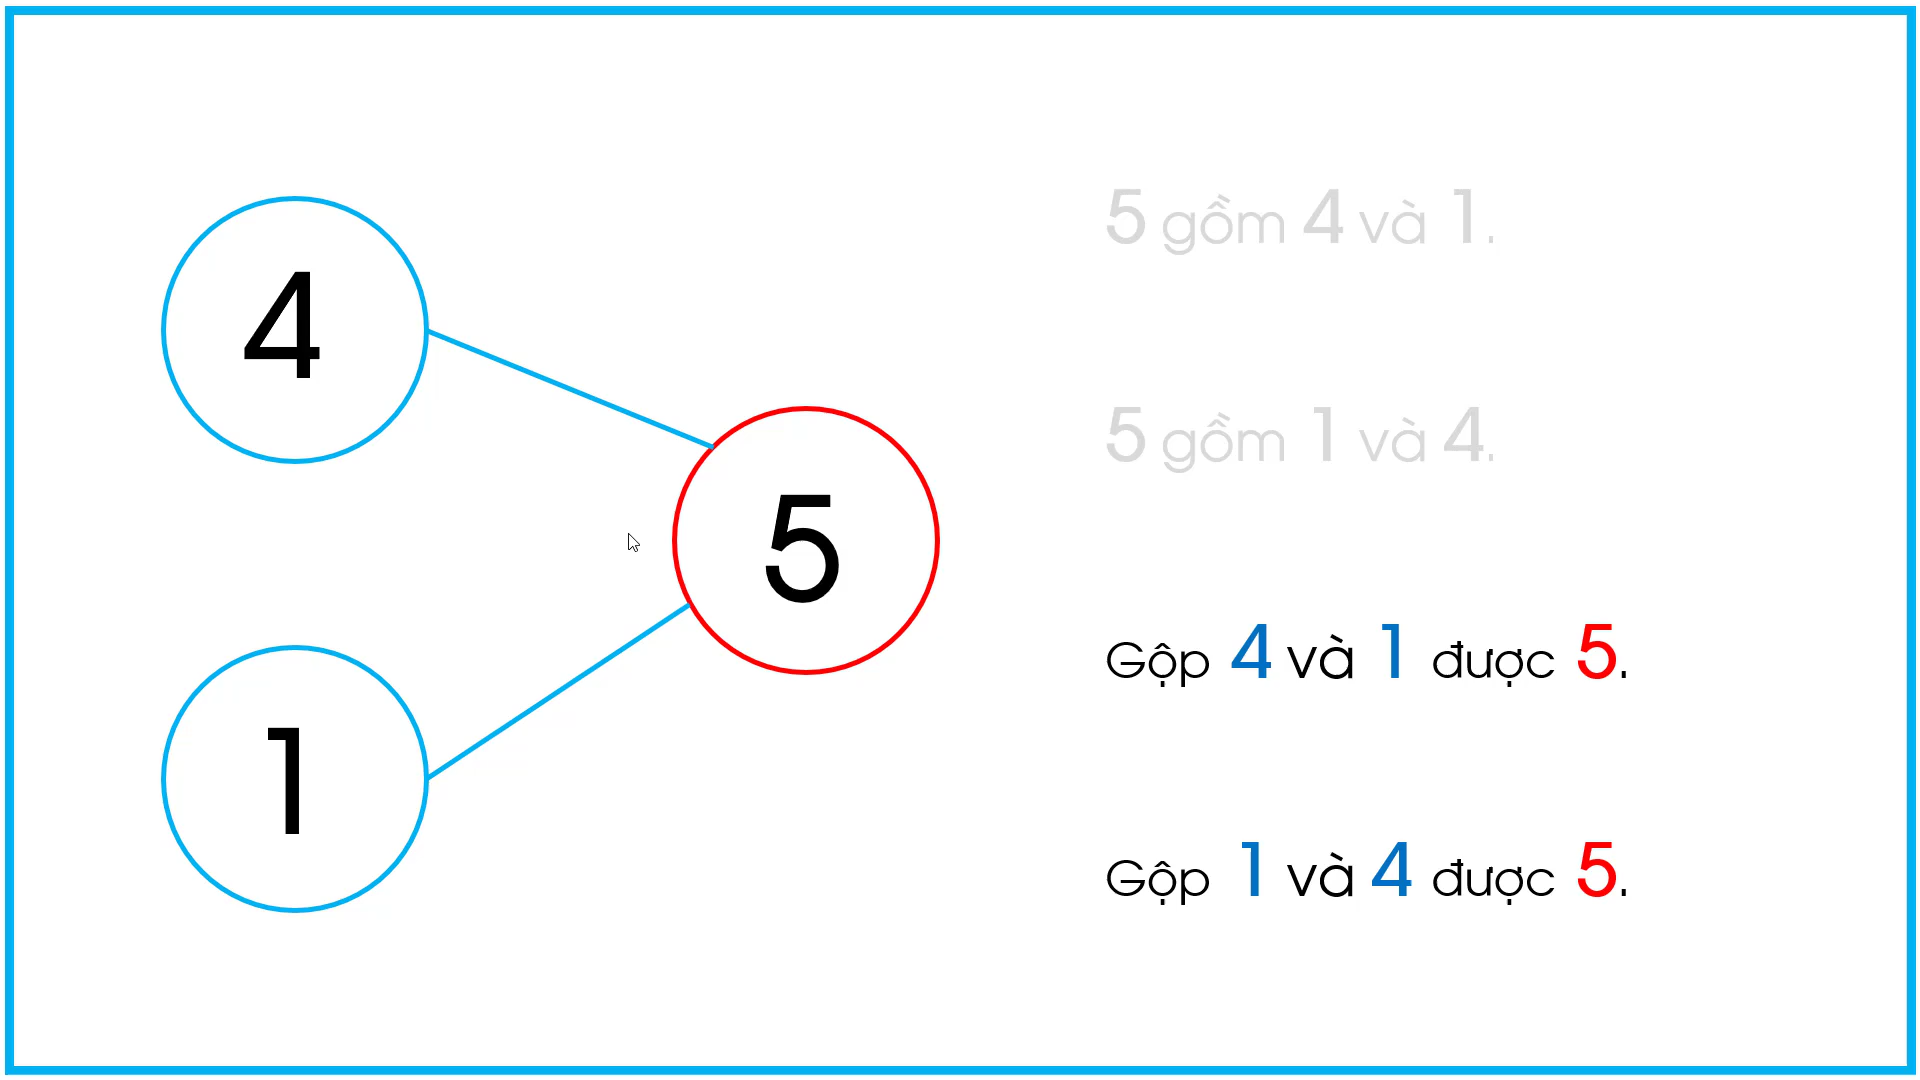 4
1
5
5 gồm 4 và 1.
5 gồm 1 và 4.
Gộp 4 và 1 được 5.
Gộp 1 và 4 được 5.